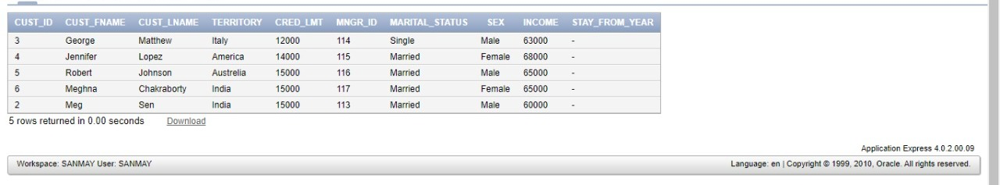 CUST_ID CUST_FNAME CUST_LNAME TERRITORY CRED_LMT MNGR_ID MARITAL_STATUS SEX INCOME STAY_FROM_YEAR
3 George Matthew Italy 12000 114 Single Male 63000 -
4 Jennifer Lopez America 14000 115 Married Female 68000 -
5 Robert Johnson Austrelia 15000 116 Married Male 65000 -
6 Meghna Chakraborty India 15000 117 Married Female 65000 -
2 Meg Sen India 15000 113 Married Male 60000 -
5 rows returned in 0.00 seconds Download
Application Express 4.0.2.00.09
Workspace: SANMAY User: SANMAY Language: en | Copyright © 1999, 2010, Oracle. All rights reserved.